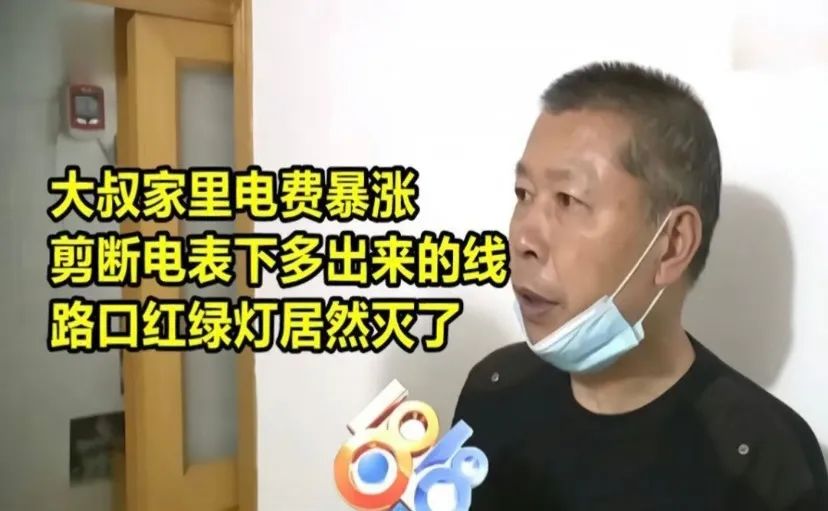 大叔家里电费暴涨
剪断电表下多出来的线
路口红绿灯居然灭了